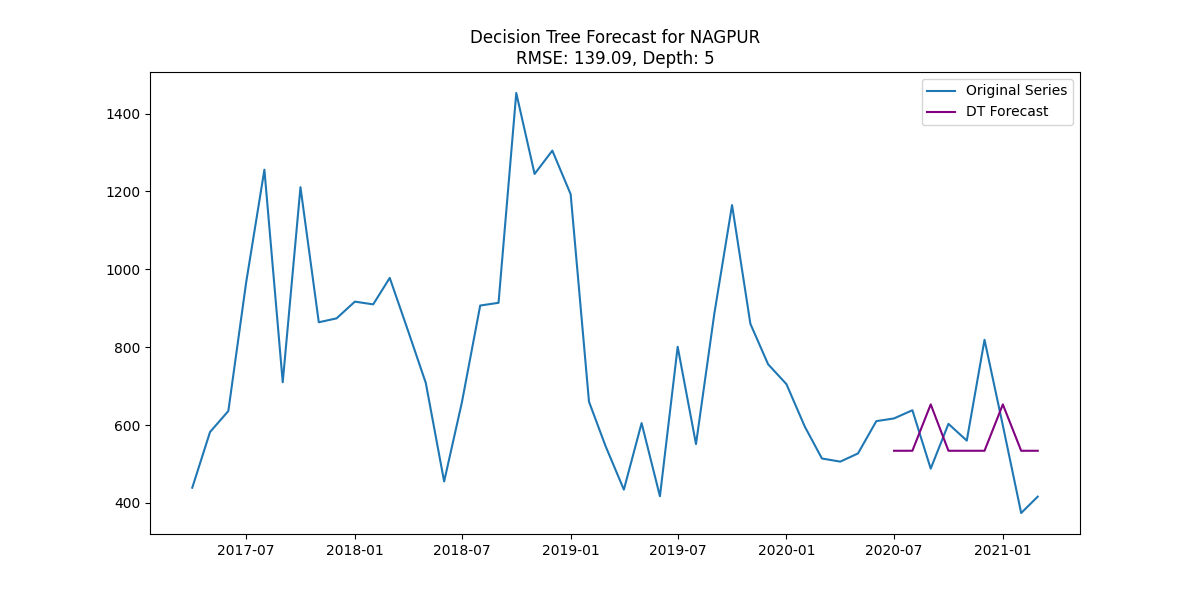 Decision Tree Forecast for NAGPUR
RMSE: 139.09, Depth: 5
Original Series
DT Forecast
1400
1200
1000
800
600
400
2017-07 2018-01 2018-07 2019-01 2019-07 2020-01 2020-07 2021-01